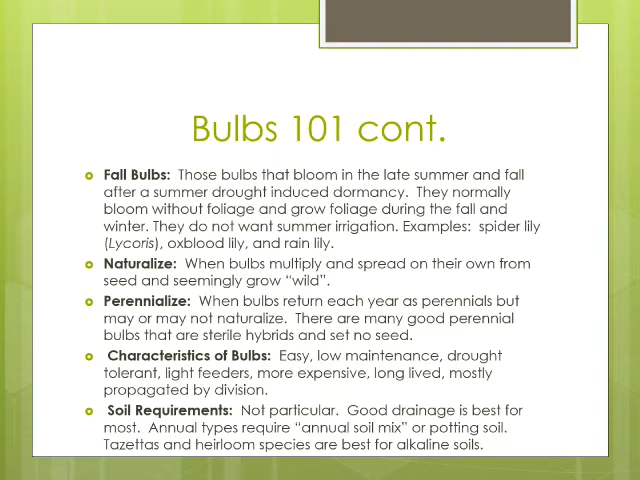 Bulbs 101 cont.
Fall Bulbs: Those bulbs that bloom in the late summer and fall
after a summer drought induced dormancy. They normally
bloom without foliage and grow foliage during the fall and
winter. They do not want summer irrigation. Examples: spider lily
(Lycoris), oxblood lily, and rain lily.
Naturalize: When bulbs multiply and spread on their own from
seed and seemingly grow “wild”.
Perennialize: When bulbs return each year as perennials but
may or may not naturalize. There are many good perennial
bulbs that are sterile hybrids and set no seed.
Characteristics of Bulbs: Easy, low maintenance, drought
tolerant, light feeders, more expensive, long lived, mostly
propagated by division.
Soil Requirements: Not particular. Good drainage is best for
most. Annual types require “annual soil mix” or potting soil.
Tazettas and heirloom species are best for alkaline soils.